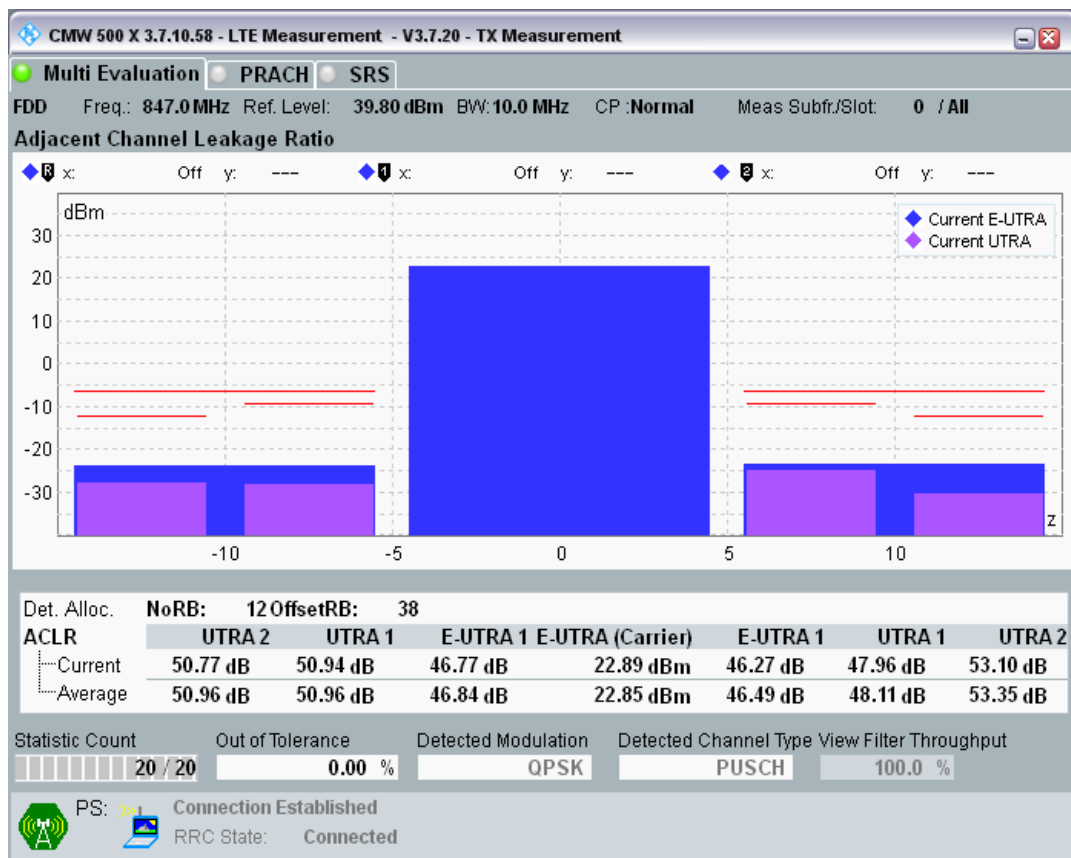 CMW 500 X 3.7.10.58 - LTE Measurement - V3.7.20 - TX Measurement
Multi Evaluation PRACH SRS
FDD Freq.: 847.0 MHz Ref. Level: 39.80 dBm BW: 10.0 MHz CP :Normal Meas Subfr./Slot: 0 / All
Adjacent Channel Leakage Ratio
R x: Off y: --- 1 x: Off y: --- 2 x: Off y: ---
dBm
Current E-UTRA
Current UTRA
30
20
10
0
-10
-20
-30
z
-10 -5 0 5 10
Det. Alloc. NoRB: 12 OffsetRB: 38
ACLR UTRA 2 UTRA 1 E-UTRA 1 E-UTRA (Carrier) E-UTRA 1 UTRA 1 UTRA 2
Current 50.77 dB 50.94 dB 46.77 dB 22.89 dBm 46.27 dB 47.96 dB 53.10 dB
Average 50.96 dB 50.96 dB 46.84 dB 22.85 dBm 46.49 dB 48.11 dB 53.35 dB
Statistic Count Out of Tolerance Detected Modulation Detected Channel Type View Filter Throughput
20 / 20 0.00 % QPSK PUSCH 100.0 %
PS: Connection Established
RRC State: Connected